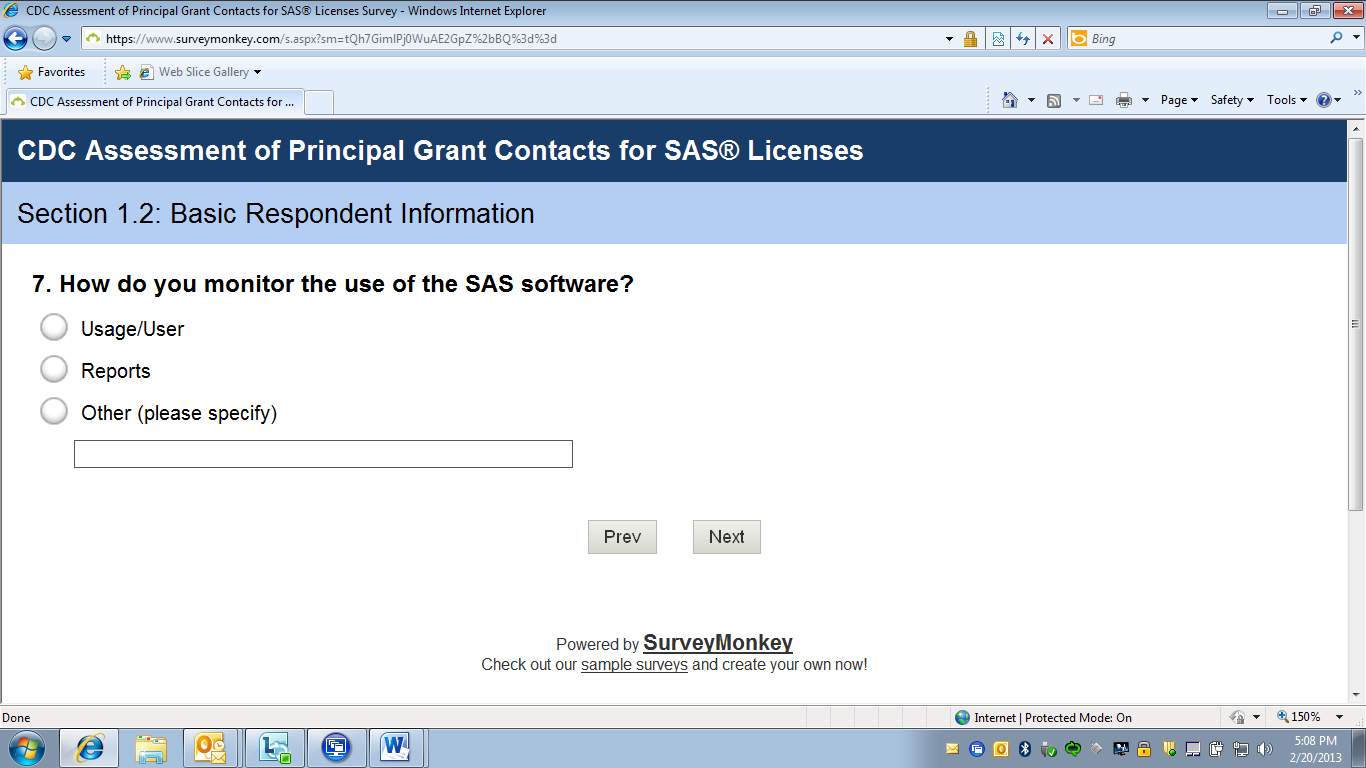 CDC Assessment of Principal Grant Contacts for SAS® Licenses Survey - Windows Internet Explorer
https://www.surveymonkey.com/s.aspx?sm=tQh7GimlPj0WuAE2GpZ%2bBQ%3d%3d
Bing
Favorites
Web Slice Gallery
CDC Assessment of Principal Grant Contacts for ...
Page
Safety
Tools
CDC Assessment of Principal Grant Contacts for SAS® Licenses
Section 1.2: Basic Respondent Information
7. How do you monitor the use of the SAS software?
Usage/User
Reports
Other (please specify)
Prev
Next
Powered by SurveyMonkey
Check out our sample surveys and create your own now!
Done
Internet | Protected Mode: On
150%
5:08 PM
2/20/2013